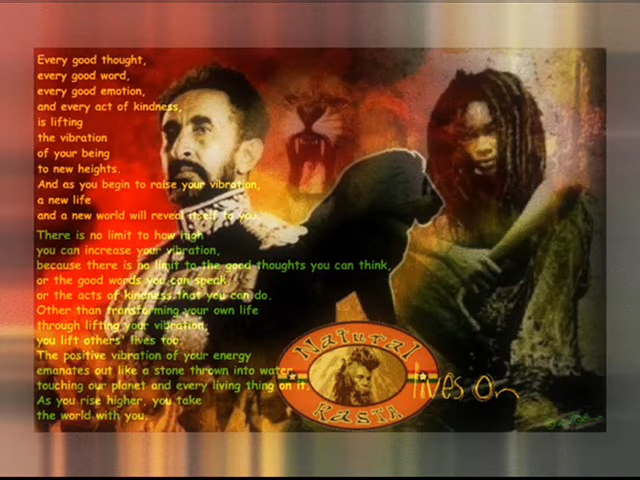 Every good thought,
every good word,
every good emotion,
and every act of kindness,
is lifting
the vibration
of your being
to new heights.
And as you begin to raise your vibration,
a new life
and a new world will reveal itself to you.
There is no limit to how high
you can increase your vibration,
because there is no limit to the good thoughts you can think,
or the good words you can speak,
or the acts of kindness that you can do.
Other than transforming your own life
through lifting your vibration,
you lift others' lives too.
The positive vibration of your energy
emanates out like a stone thrown into water,
touching our planet and every living thing on it.
As you rise higher, you take
the world with you.
Natural
RASTA
lives On